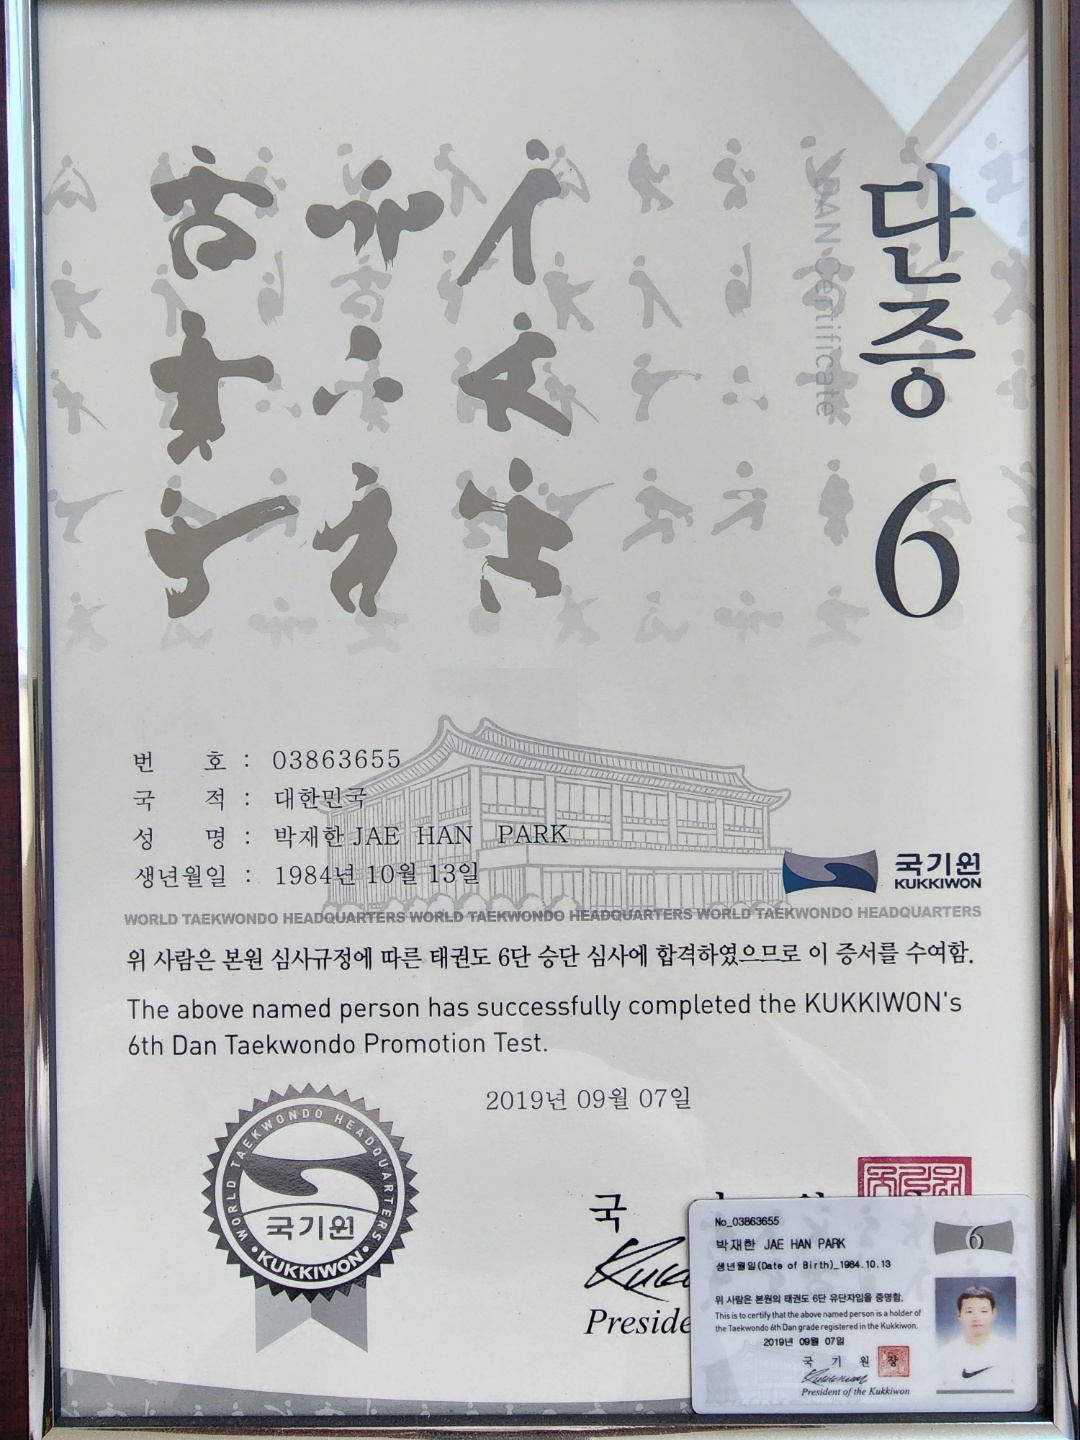 단증 6
DAN Certificate
번 호 : 03863655
국 적 : 대한민국
성 명 : 박재한 JAE HAN PARK
생년월일 : 1984년 10월 13일
국기원
KUKKIWON
WORLD TAEKWONDO HEADQUARTERS WORLD TAEKWONDO HEADQUARTERS WORLD TAEKWONDO HEADQUARTERS
위 사람은 본원 심사규정에 따른 태권도 6단 승단 심사에 합격하였으므로 이 증서를 수여함.
The above named person has successfully completed the KUKKIWON's
6th Dan Taekwondo Promotion Test.
2019년 09월 07일
WORLD TAEKWONDO HEADQUARTERS
국기원
KUKKIWON
국
No_03863655
박재한 JAE HAN PARK
생년월일(Date of Birth)_1984.10.13
6
위 사람은 본원의 태권도 6단 유단자임을 증명함.
This is to certify that the above named person is a holder of
the Taekwondo 6th Dan grade registered in the Kukkiwon.
2019년 09월 07일
국 기 원 장
President of the Kukkiwon